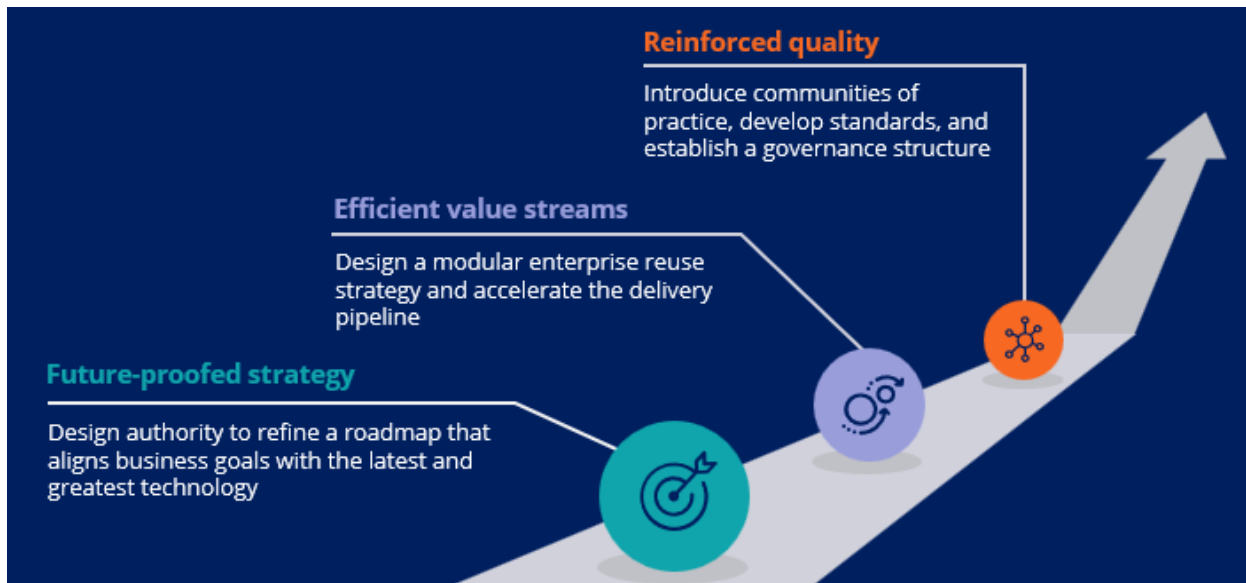 Reinforced quality
Introduce communities of
practice, develop standards, and
establish a governance structure
Efficient value streams
Design a modular enterprise reuse
strategy and accelerate the delivery
pipeline
Future-proofed strategy
Design authority to refine a roadmap that
aligns business goals with the latest and
greatest technology